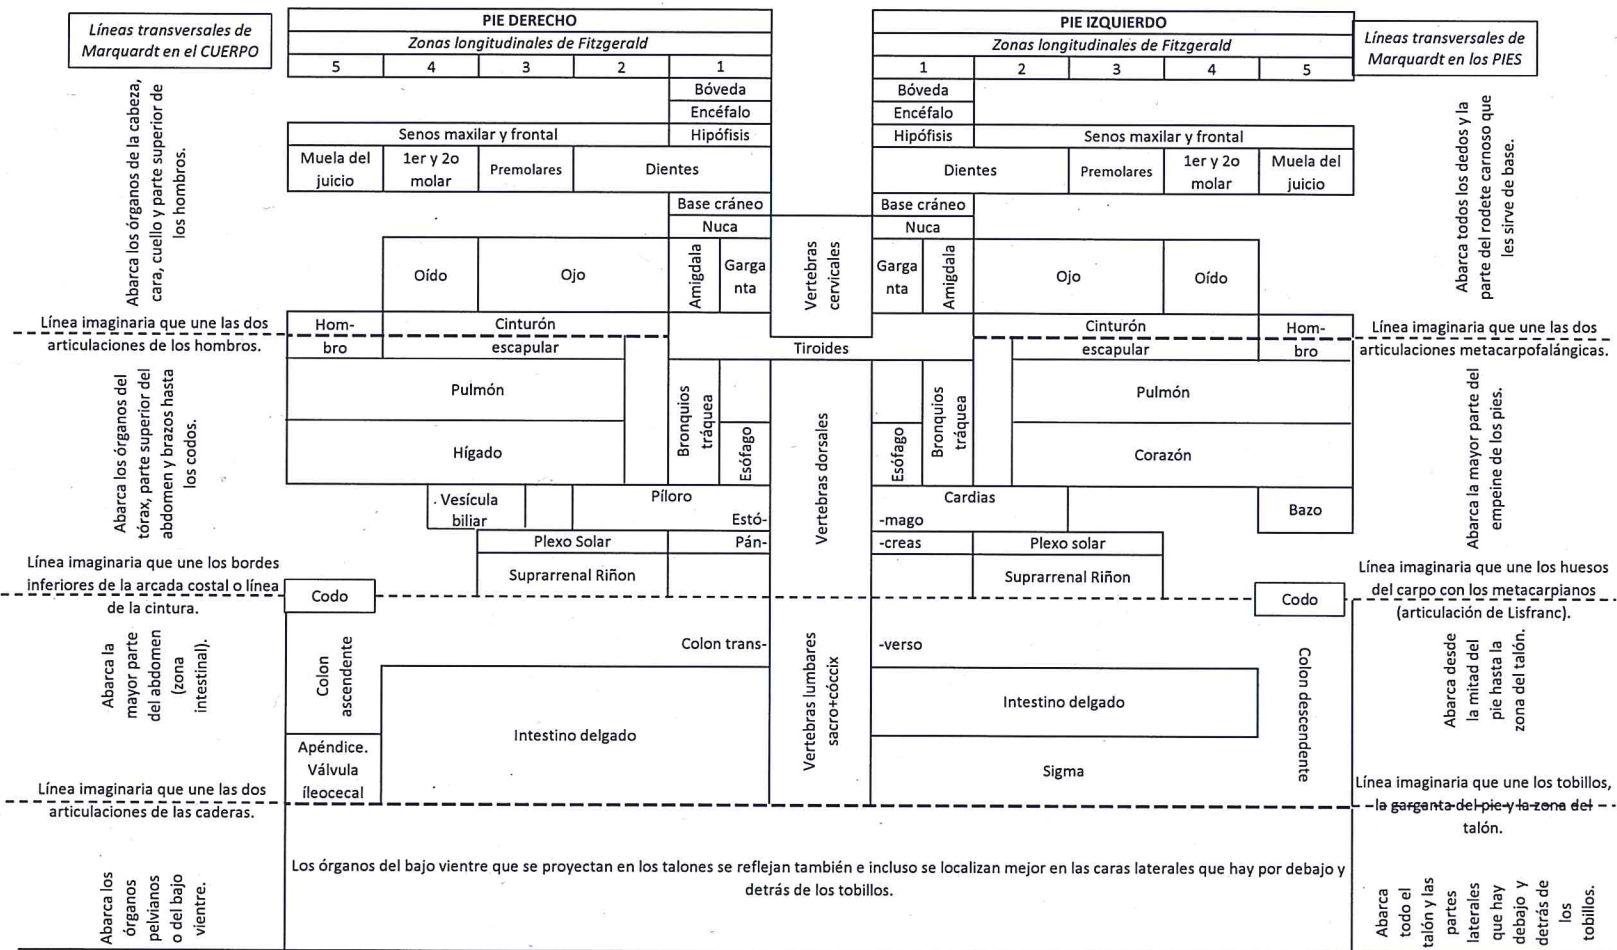 Líneas transversales de
Marquardt en el CUERPO
PIE DERECHO
Zonas longitudinales de Fitzgerald
5 4 3 2 1
PIE IZQUIERDO
Zonas longitudinales de Fitzgerald
1 2 3 4 5
Líneas transversales de
Marquardt en los PIES
Abarca los órganos de la cabeza,
cara, cuello y parte superior de
los hombros.
Bóveda
Encéfalo
Senos maxilar y frontal
Hipófisis
Muela del
juicio
1er y 2o
molar
Premolares
Dientes
Base cráneo
Nuca
Oído
Ojo
Amigdala
Garga
nta
Vertebras
cervicales
Bóveda
Encéfalo
Hipófisis
Senos maxilar y frontal
Dientes
Premolares
1er y 2o
molar
Muela del
juicio
Base cráneo
Nuca
Garga
nta
Amigdala
Ojo
Oído
Abarca todos los dedos y la
parte del rodete carnoso que
les sirve de base.
Línea imaginaria que une las dos
articulaciones de los hombros.
Hom-
bro
Cinturón
escapular
Tiroides
Cinturón
escapular
Hom-
bro
Línea imaginaria que une las dos
articulaciones metacarpofalángicas.
Abarca los órganos del
tórax, parte superior del
abdomen y brazos hasta
los codos.
Pulmón
Hígado
Bronquios
tráquea
Esófago
Vertebras dorsales
Esófago
Bronquios
tráquea
Pulmón
Corazón
Abarca la mayor parte del
empeine de los pies.
. Vesícula
biliar
Píloro
Estó-
Cardias
-mago
Bazo
Plexo Solar
Pán-
-creas
Plexo solar
Suprarrenal Riñon
Suprarrenal Riñon
Línea imaginaria que une los bordes
inferiores de la arcada costal o línea
de la cintura.
Codo
Codo
Línea imaginaria que une los huesos
del carpo con los metacarpianos
(articulación de Lisfranc).
Abarca la
mayor parte
del abdomen
(zona
intestinal).
Colon
ascendente
Colon trans-
-verso
Intestino delgado
Apéndice.
Válvula
íleocecal
Vertebras lumbares
sacro+cóccix
Intestino delgado
Sigma
Colon descendente
Abarca desde
la mitad del
pie hasta la
zona del talón.
Línea imaginaria que une las dos
articulaciones de las caderas.
Línea imaginaria que une los tobillos,
la garganta del pie y la zona del
talón.
Abarca los
órganos
pelvianos
o del bajo
vientre.
Los órganos del bajo vientre que se proyectan en los talones se reflejan también e incluso se localizan mejor en las caras laterales que hay por debajo y
detrás de los tobillos.
Abarca
todo el
talón y las
partes
laterales
que hay
debajo y
detrás de
los
tobillos.